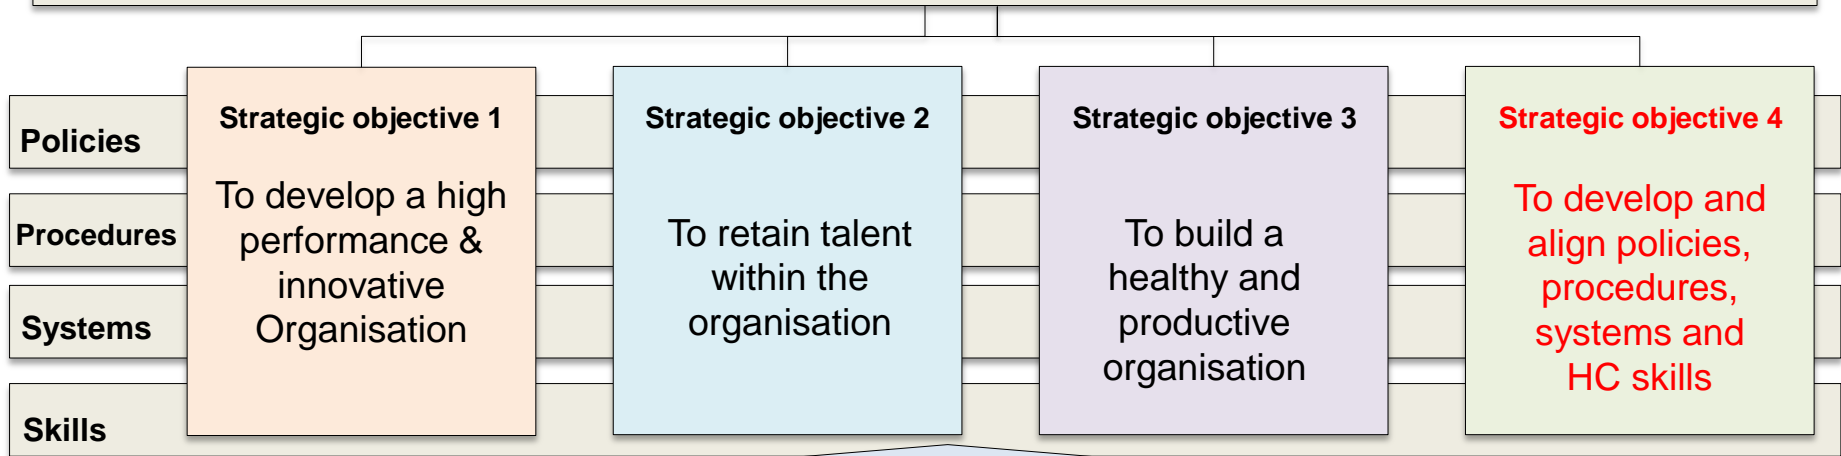 Policies
Procedures
Systems
Skills
Strategic objective 1
To develop a high
performance &
innovative
Organisation
Strategic objective 2
To retain talent
within the
organisation
Strategic objective 3
To build a
healthy and
productive
organisation
Strategic objective 4
To develop and
align policies,
procedures,
systems and
HC skills